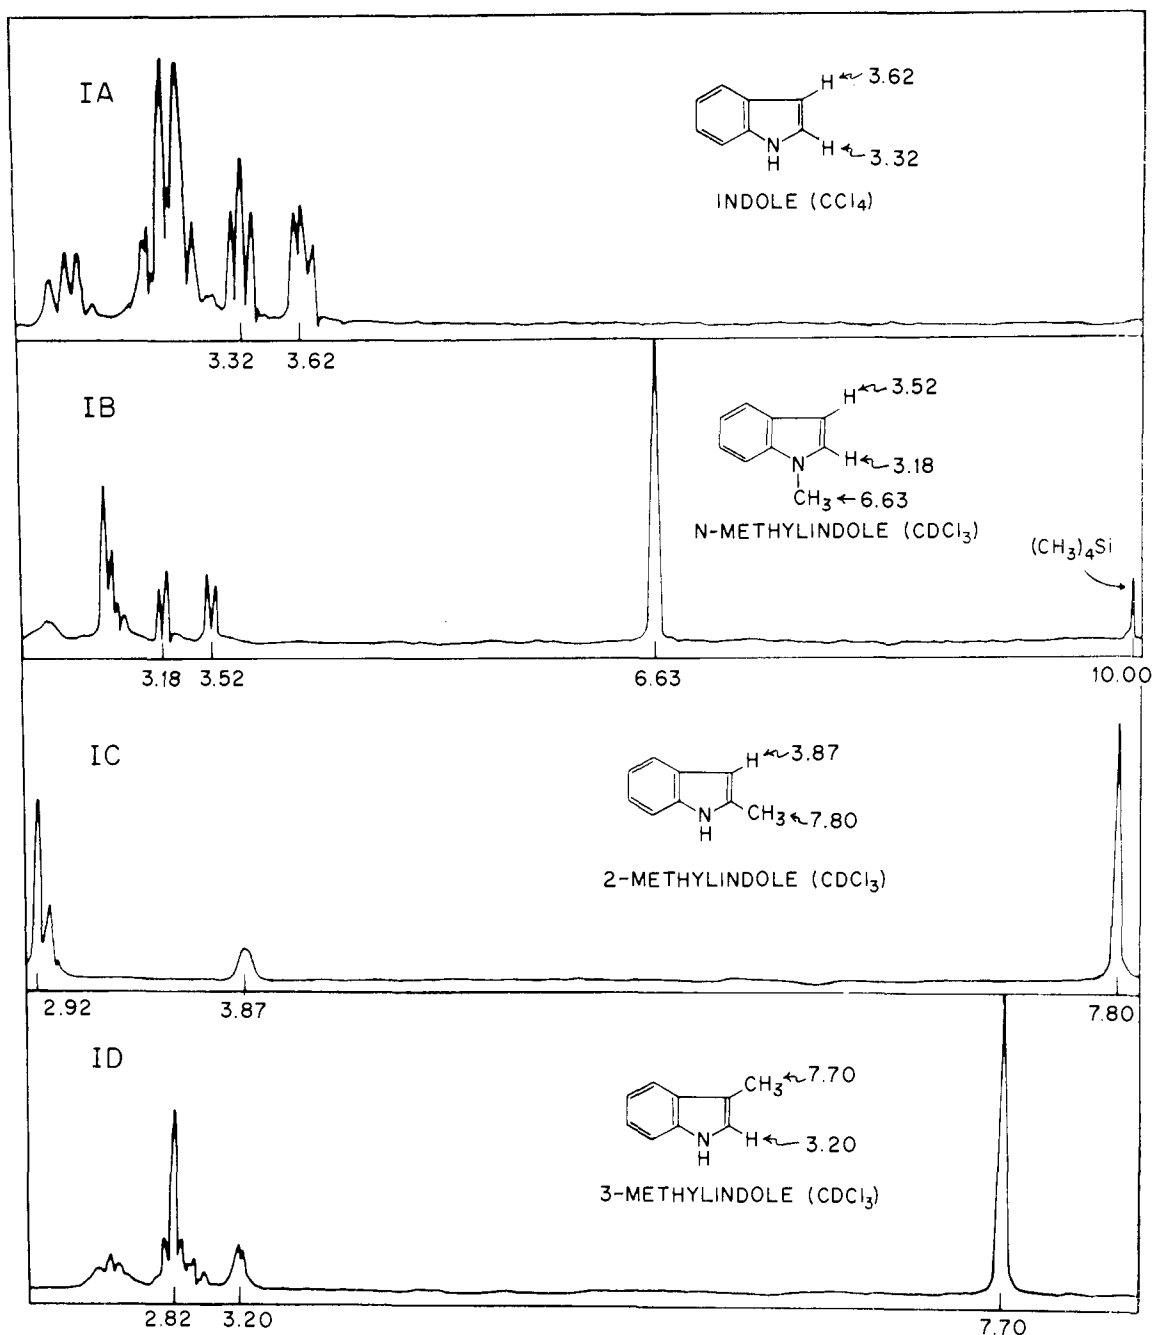 IA
H 3.62
H 3.32
N
H
INDOLE (CCl₄)
3.32 3.62
IB
H 3.52
H 3.18
N
CH₃ 6.63
N-METHYLINDOLE (CDCl₃)
(CH₃)₄Si
3.18 3.52 6.63 10.00
IC
H 3.87
N CH₃ 7.80
H
2-METHYLINDOLE (CDCl₃)
2.92 3.87 7.80
ID
CH₃ 7.70
N H 3.20
H
3-METHYLINDOLE (CDCl₃)
2.82 3.20 7.70